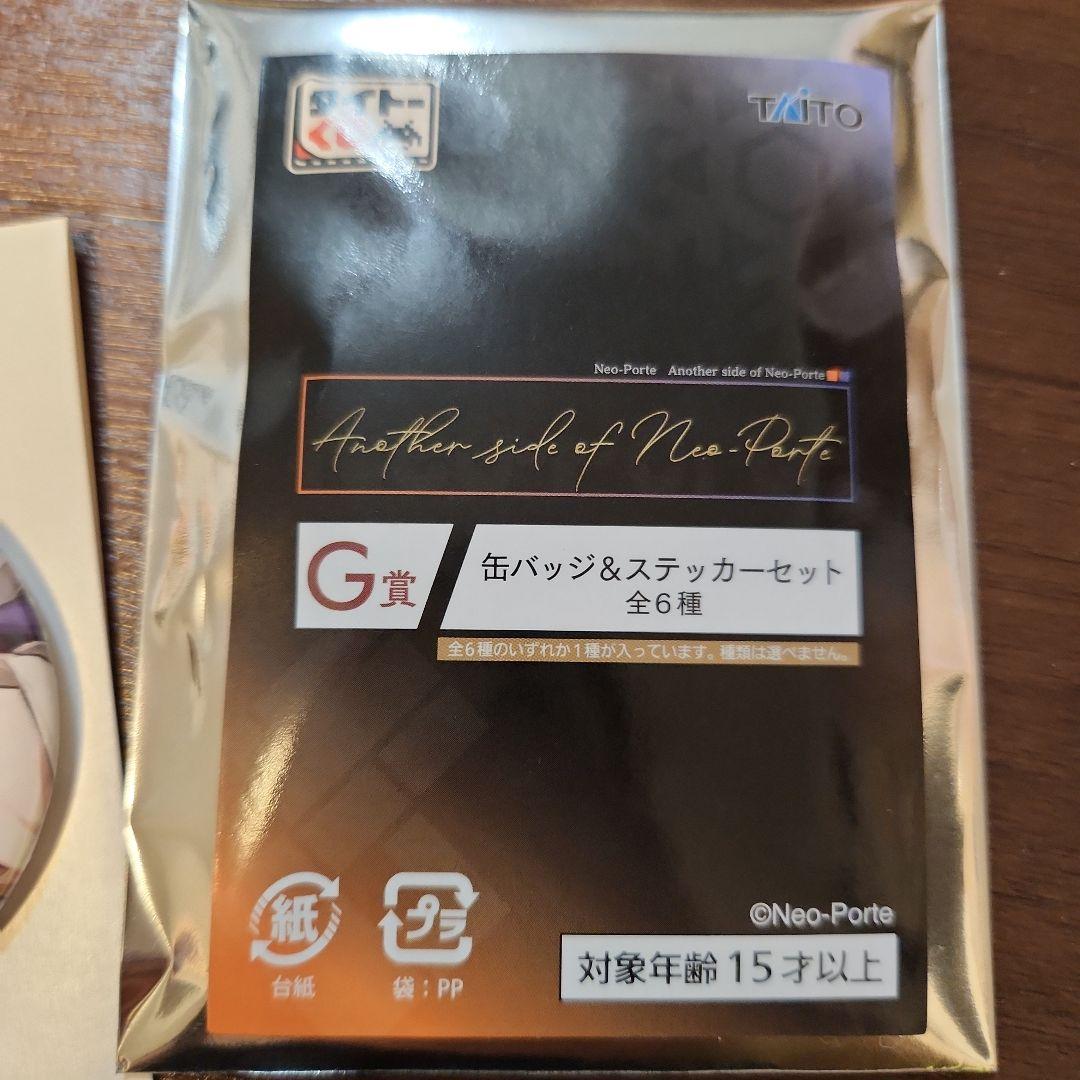 タイトー
くじ
TAITO
Neo-Porte Another side of Neo-Porte
Another side of Neo-Porte
G賞
缶バッジ&ステッカーセット
全6種
全6種のいずれか1種が入っています。種類は選べません。
紙
台紙
プラ
袋:PP
©Neo-Porte
対象年齢15才以上